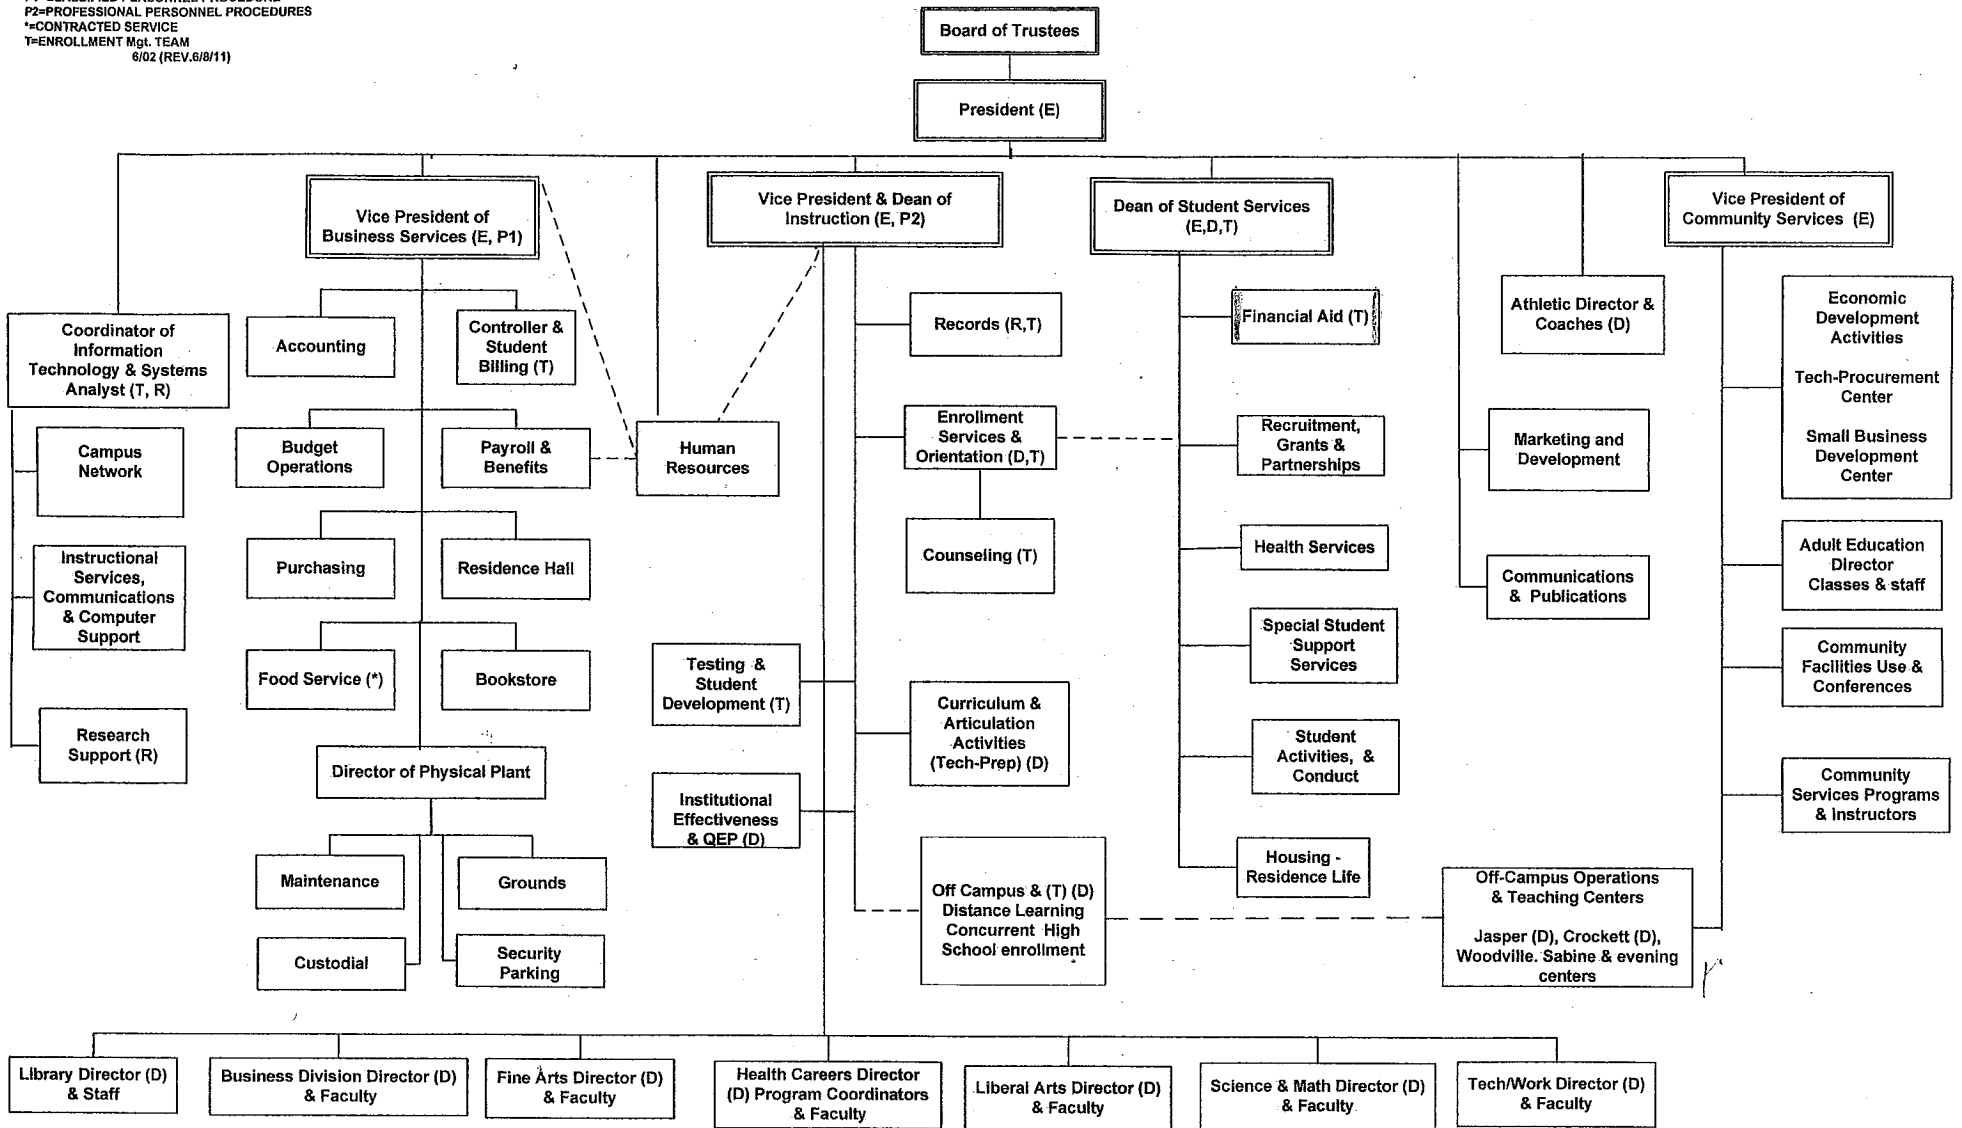 P2=PROFESSIONAL PERSONNEL PROCEDURES
*=CONTRACTED SERVICE
T=ENROLLMENT Mgt. TEAM
6/02 (REV.6/8/11)
Board of Trustees
President (E)
Vice President of
Business Services (E, P1)
Vice President & Dean of
Instruction (E, P2)
Dean of Student Services
(E,D,T)
Vice President of
Community Services (E)
Coordinator of
Information
Technology & Systems
Analyst (T, R)
Campus
Network
Instructional
Services,
Communications
& Computer
Support
Research
Support (R)
Accounting
Controller &
Student
Billing (T)
Budget
Operations
Payroll &
Benefits
Purchasing
Residence Hall
Food Service (*)
Bookstore
Director of Physical Plant
Maintenance
Grounds
Custodial
Security
Parking
Human
Resources
Records (R,T)
Enrollment
Services &
Orientation (D,T)
Counseling (T)
Testing &
Student
Development (T)
Curriculum &
Articulation
Activities
(Tech-Prep) (D)
Institutional
Effectiveness
& QEP (D)
Off Campus & (T) (D)
Distance Learning
Concurrent High
School enrollment
Financial Aid (T)
Recruitment,
Grants &
Partnerships
Health Services
Special Student
Support
Services
Student
Activities, &
Conduct
Housing -
Residence Life
Athletic Director &
Coaches (D)
Marketing and
Development
Communications
& Publications
Economic
Development
Activities
Tech-Procurement
Center
Small Business
Development
Center
Adult Education
Director
Classes & staff
Community
Facilities Use &
Conferences
Community
Services Programs
& Instructors
Off-Campus Operations
& Teaching Centers
Jasper (D), Crockett (D),
Woodville. Sabine & evening
centers
Library Director (D)
& Staff
Business Division Director (D)
& Faculty
Fine Arts Director (D)
& Faculty
Health Careers Director
(D) Program Coordinators
& Faculty
Liberal Arts Director (D)
& Faculty
Science & Math Director (D)
& Faculty
Tech/Work Director (D)
& Faculty